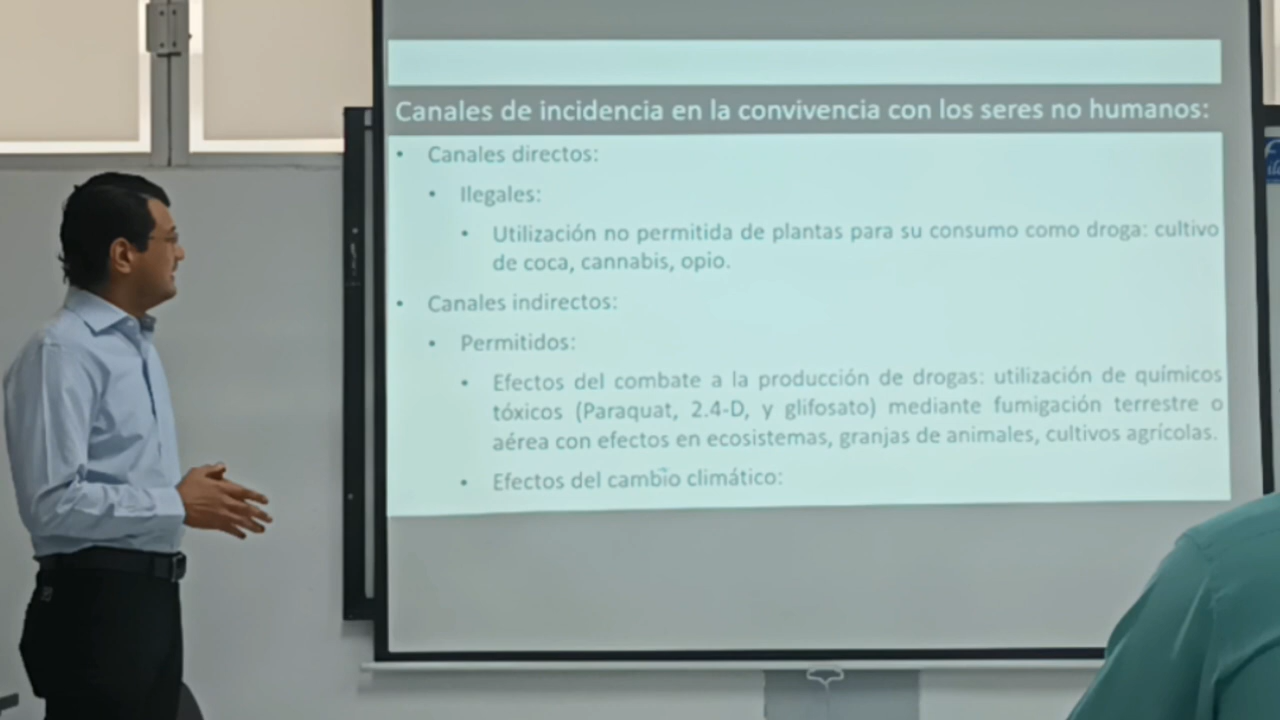 Canales de incidencia en la convivencia con los seres no humanos:
• Canales directos:
• Ilegales:
• Utilización no permitida de plantas para su consumo como droga: cultivo
de coca, cannabis, opio.
• Canales indirectos:
• Permitidos:
• Efectos del combate a la producción de drogas: utilización de químicos
tóxicos (Paraquat, 2.4-D, y glifosato) mediante fumigación terrestre o
aérea con efectos en ecosistemas, granjas de animales, cultivos agrícolas.
• Efectos del cambio climático: